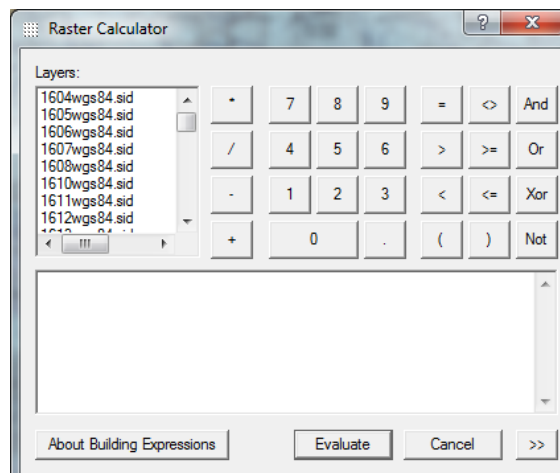 Raster Calculator
Layers:
1604wgs84.sid
1605wgs84.sid
1606wgs84.sid
1607wgs84.sid
1608wgs84.sid
1610wgs84.sid
1611wgs84.sid
1612wgs84.sid
* 7 8 9 = <> And
/ 4 5 6 > >= Or
- 1 2 3 < <= Xor
+ 0 . ( ) Not
About Building Expressions Evaluate Cancel >>